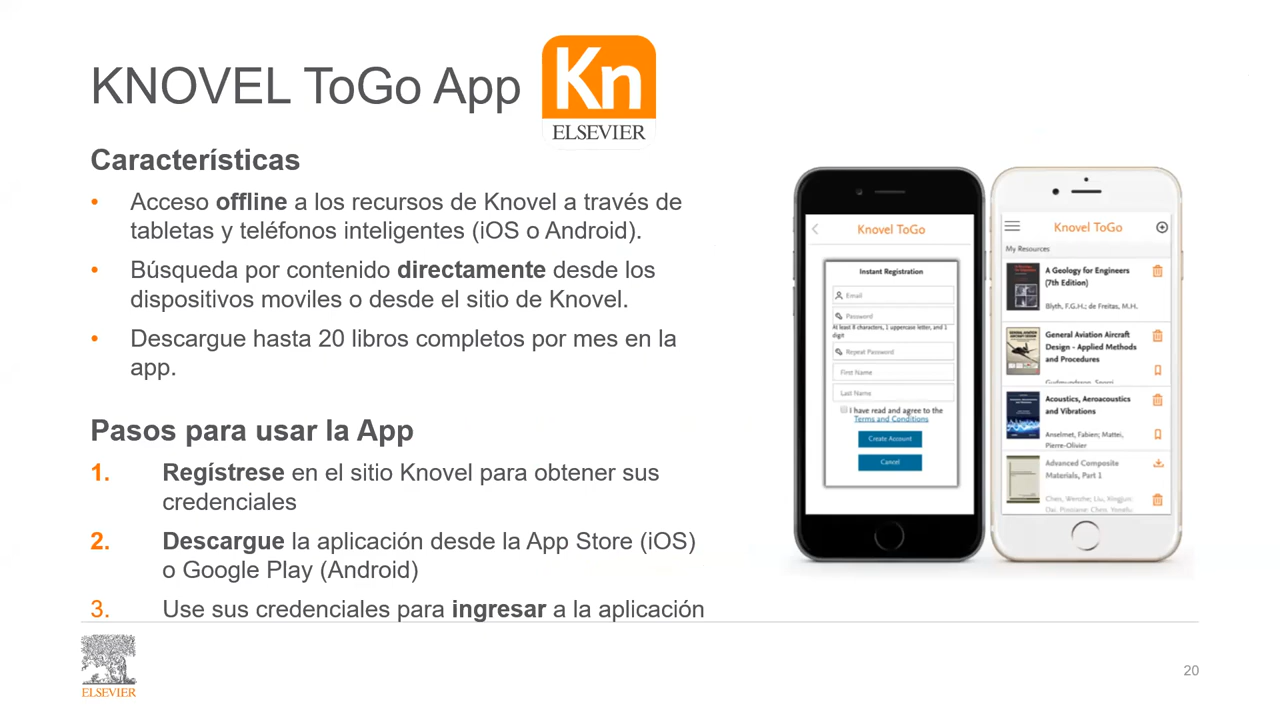 KNOVEL ToGo App
Kn
ELSEVIER
Características
• Acceso offline a los recursos de Knovel a través de
tabletas y teléfonos inteligentes (iOS o Android).
• Búsqueda por contenido directamente desde los
dispositivos moviles o desde el sitio de Knovel.
• Descargue hasta 20 libros completos por mes en la
app.
Pasos para usar la App
1. Regístrese en el sitio Knovel para obtener sus
credenciales
2. Descargue la aplicación desde la App Store (iOS)
o Google Play (Android)
3. Use sus credenciales para ingresar a la aplicación
Knovel ToGo
Instant Registration
Email
Password
At least 8 characters, 1 uppercase letter, and 1
digit
Repeat Password
First Name
Last Name
I have read and agree to the
Terms and Conditions
Create Account
Cancel
Knovel ToGo
My Resources
A Geology for Engineers
(7th Edition)
Blyth, F.G.H.; de Freitas, M.H.
General Aviation Aircraft
Design - Applied Methods
and Procedures
Acoustics, Aeroacoustics
and Vibrations
Anselmet, Fabien; Mattei,
Pierre-Olivier
Advanced Composite
Materials, Part 1
Chen, Wenzhe; Liu, Xingjun;
ELSEVIER
20